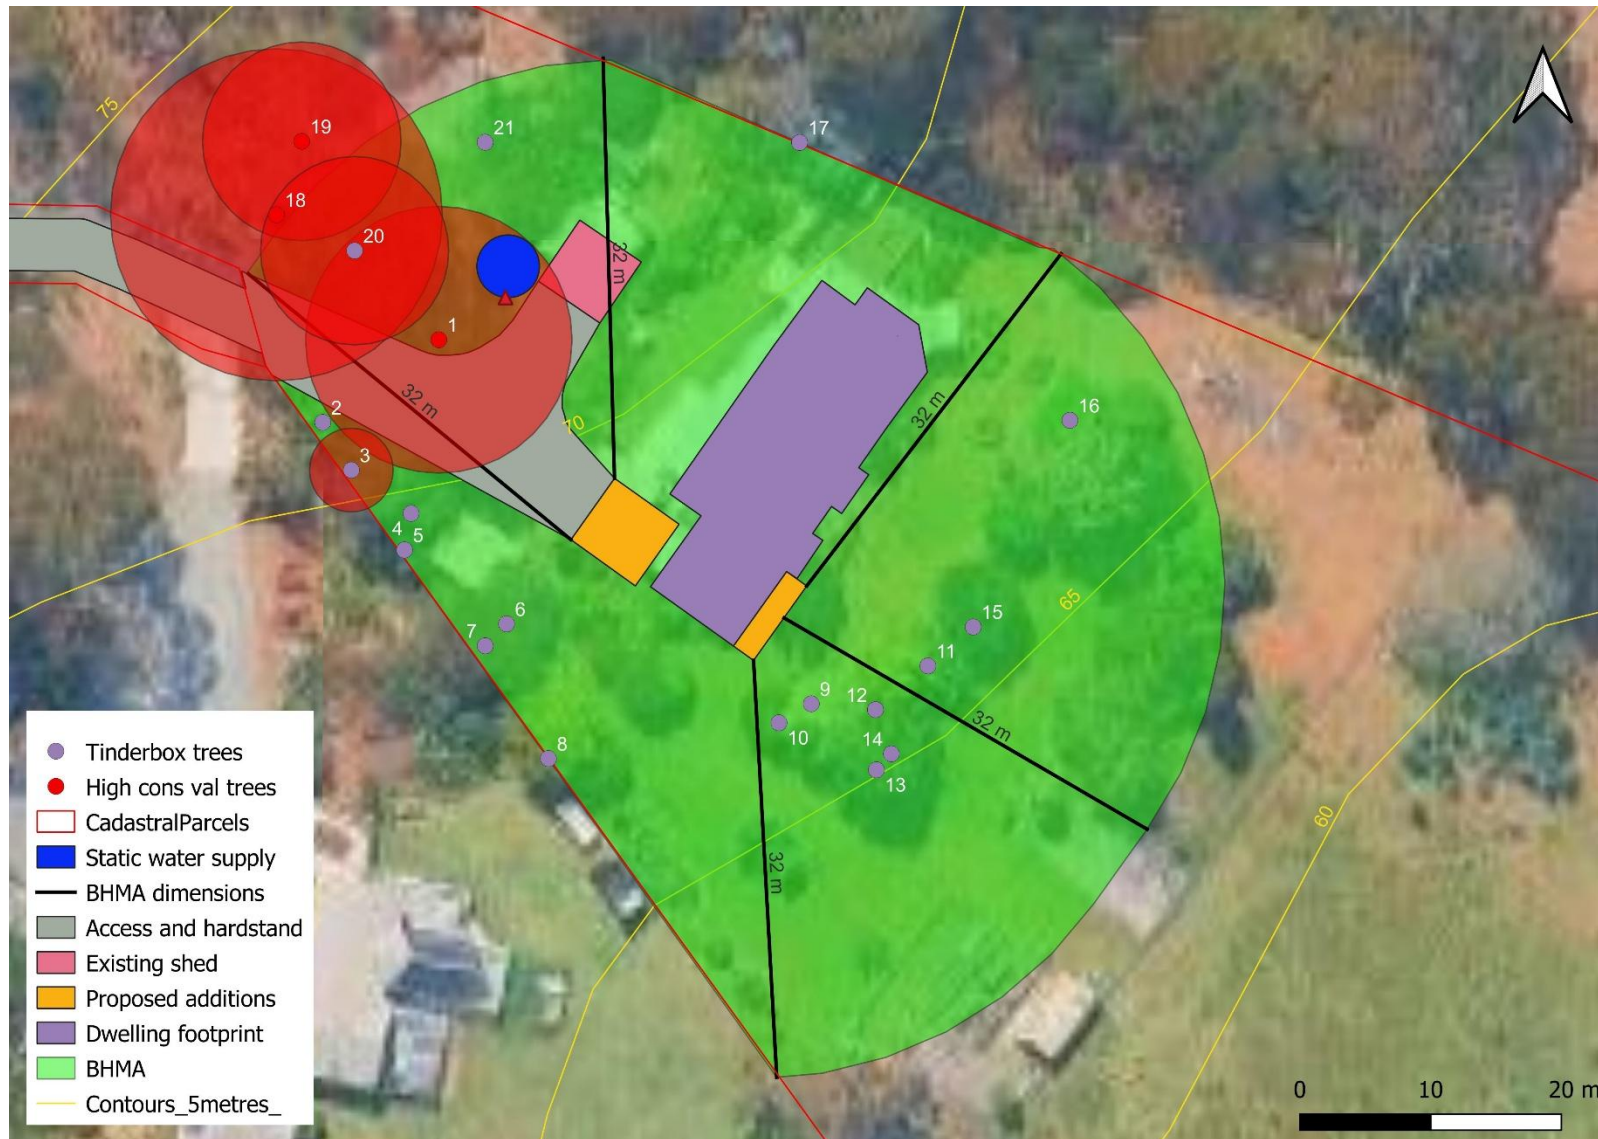 75
19
21
17
18
20
32 m
1
32 m
32 m
2
70
16
3
4
5
65
6
15
7
11
9
12
10
32 m
14
8
13
60
32 m
Tinderbox trees
High cons val trees
CadastralParcels
Static water supply
BHMA dimensions
Access and hardstand
Existing shed
Proposed additions
Dwelling footprint
BHMA
Contours_5metres_
0 10 20 m